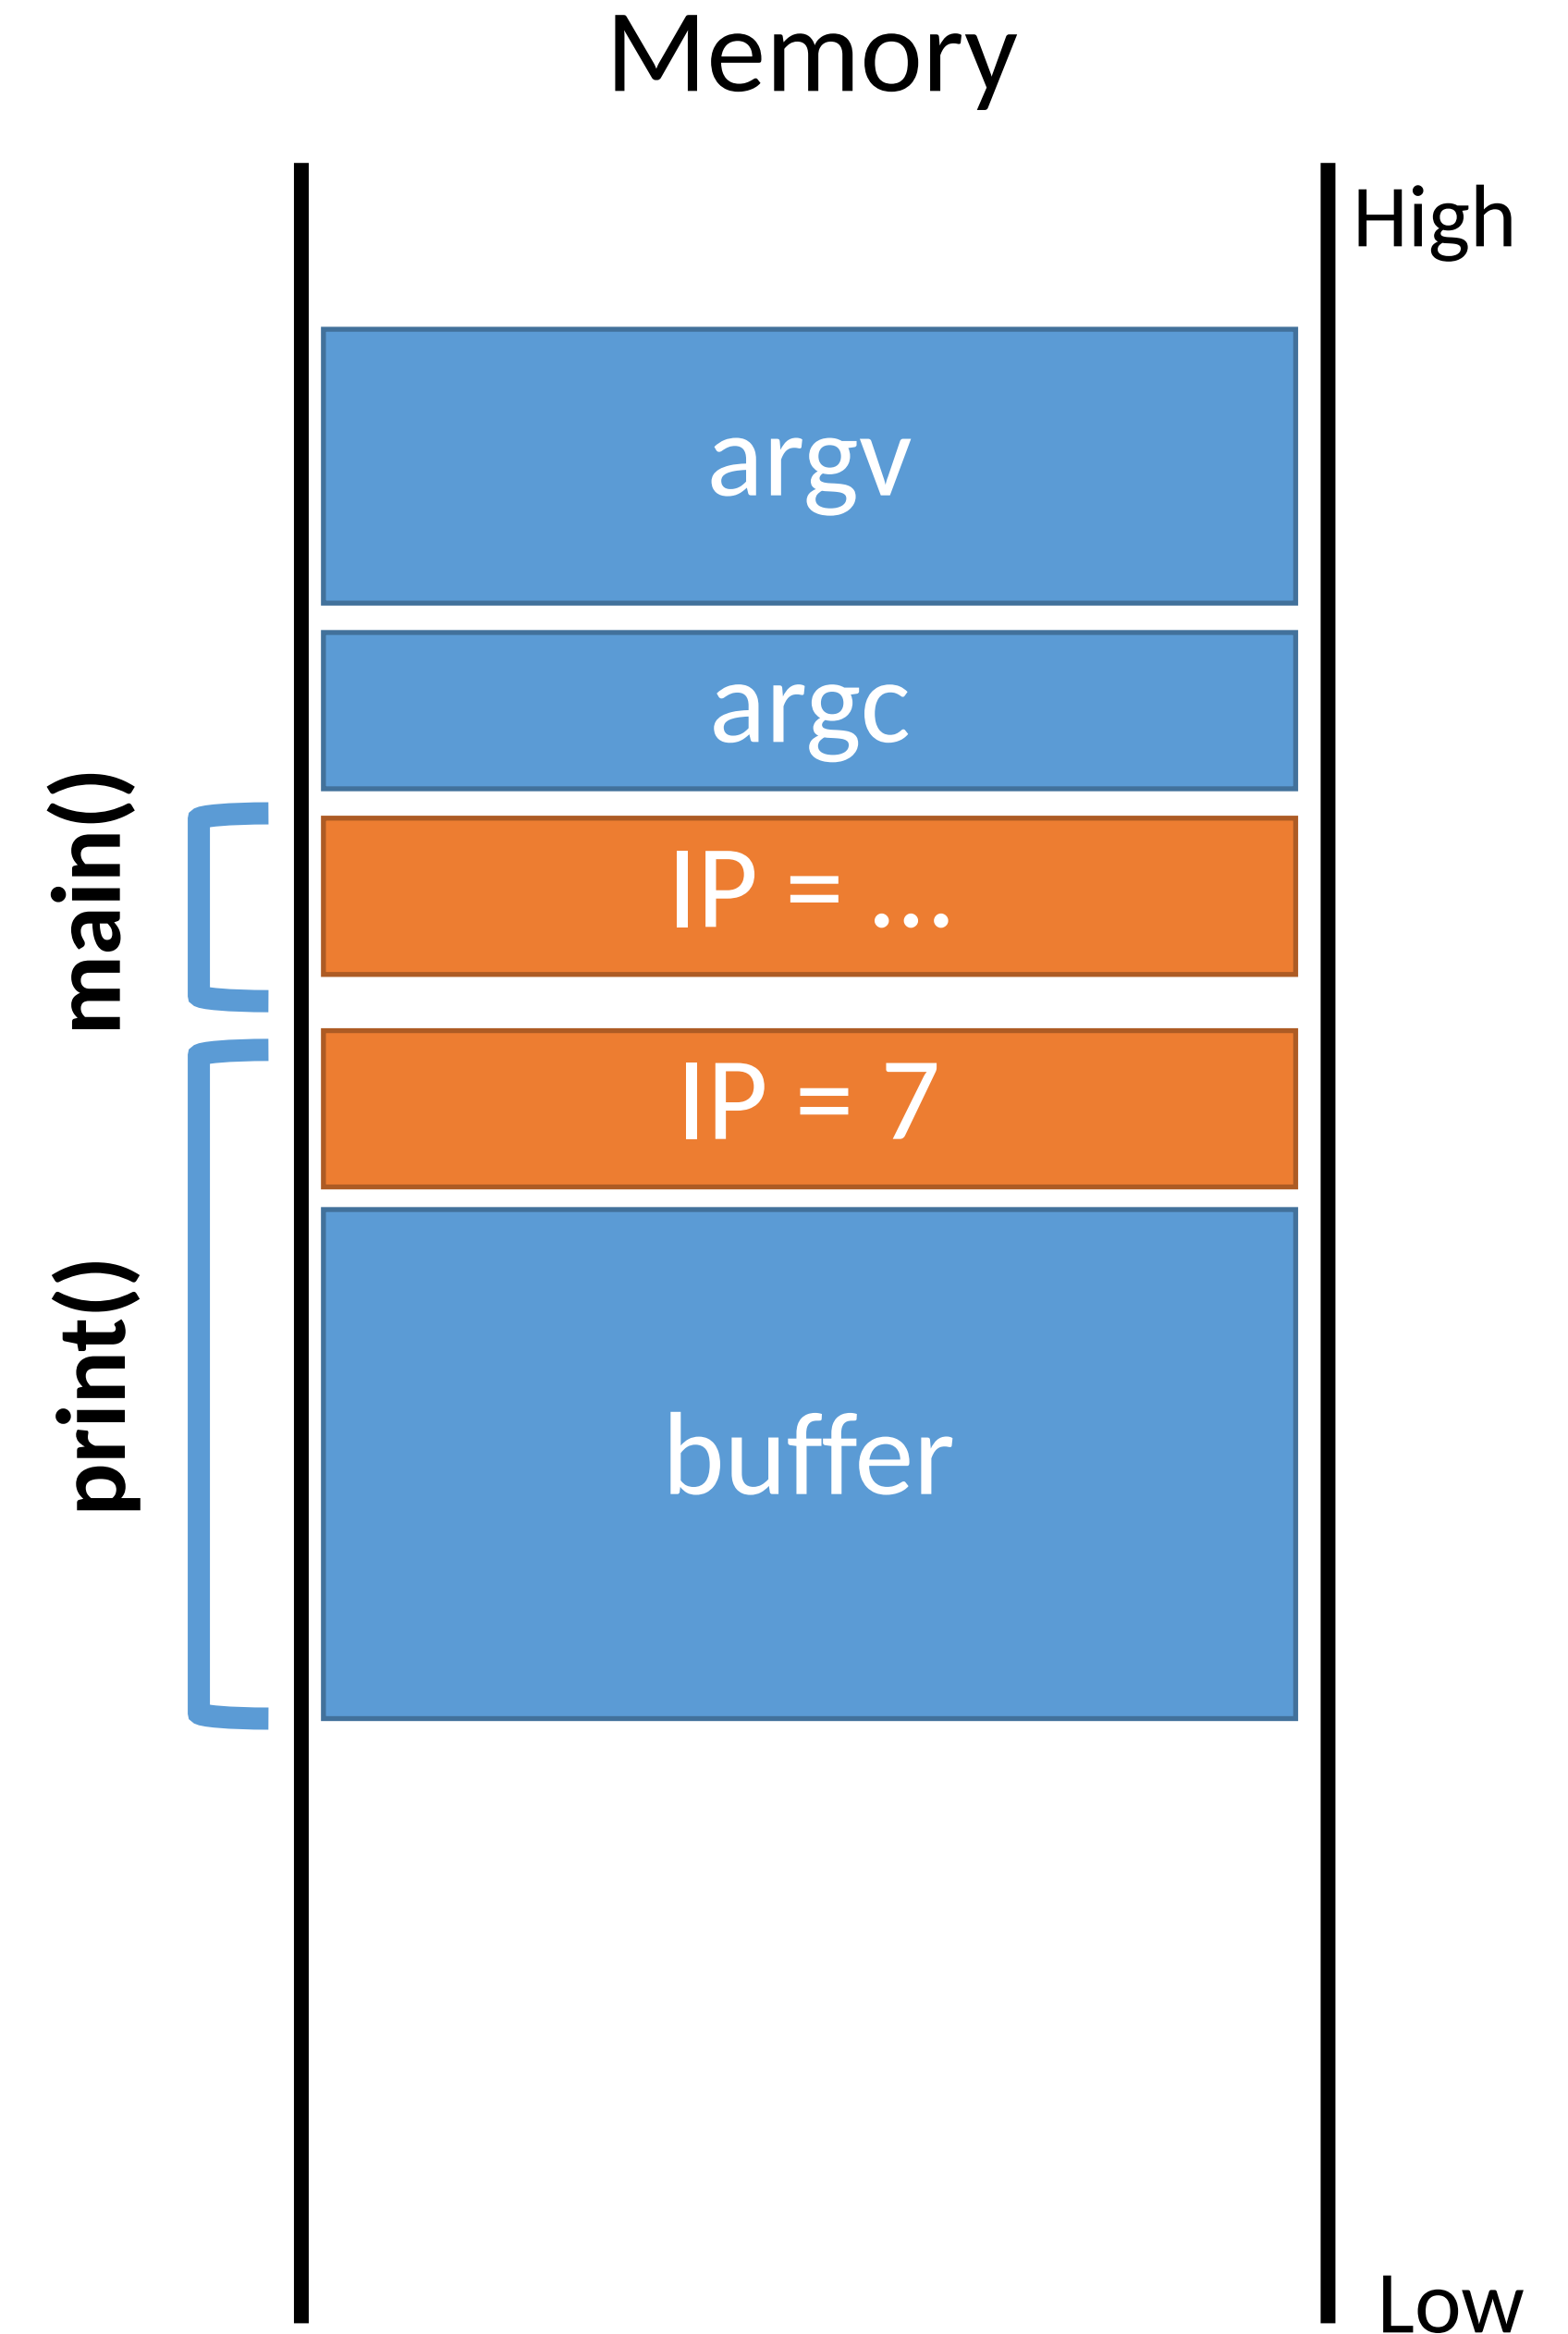 Memory
High
argv
argc
main()
IP = ...
IP = 7
print()
buffer
Low